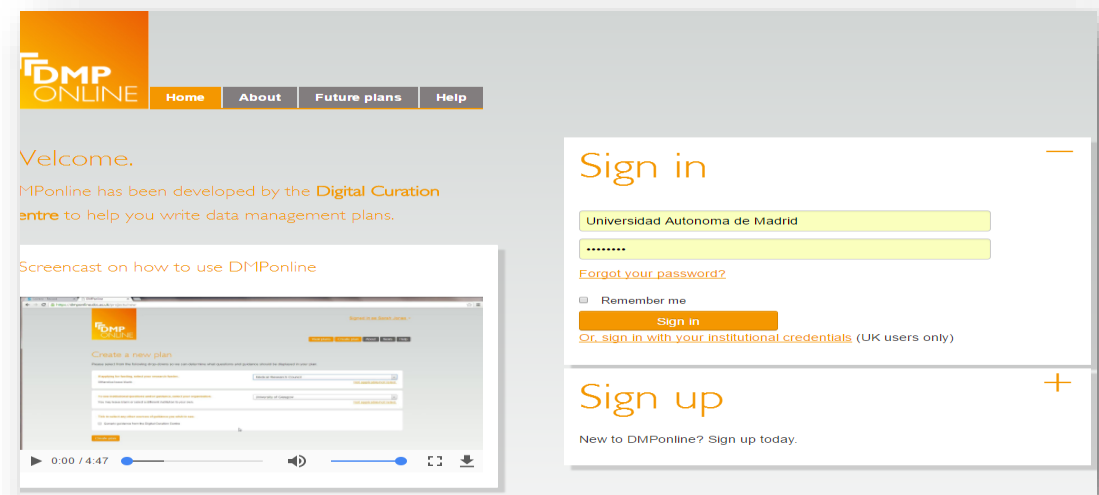 DMP
ONLINE
Home
About
Future plans
Help
Velcome.
MPonline has been developed by the Digital Curation
entre to help you write data management plans.
Screencast on how to use DMPonline
DMP
ONLINE
Create a new plan
0:00 / 4:47
Sign in
Universidad Autonoma de Madrid
••••••••
Forgot your password?
Remember me
Sign in
Or, sign in with your institutional credentials (UK users only)
Sign up
New to DMPonline? Sign up today.